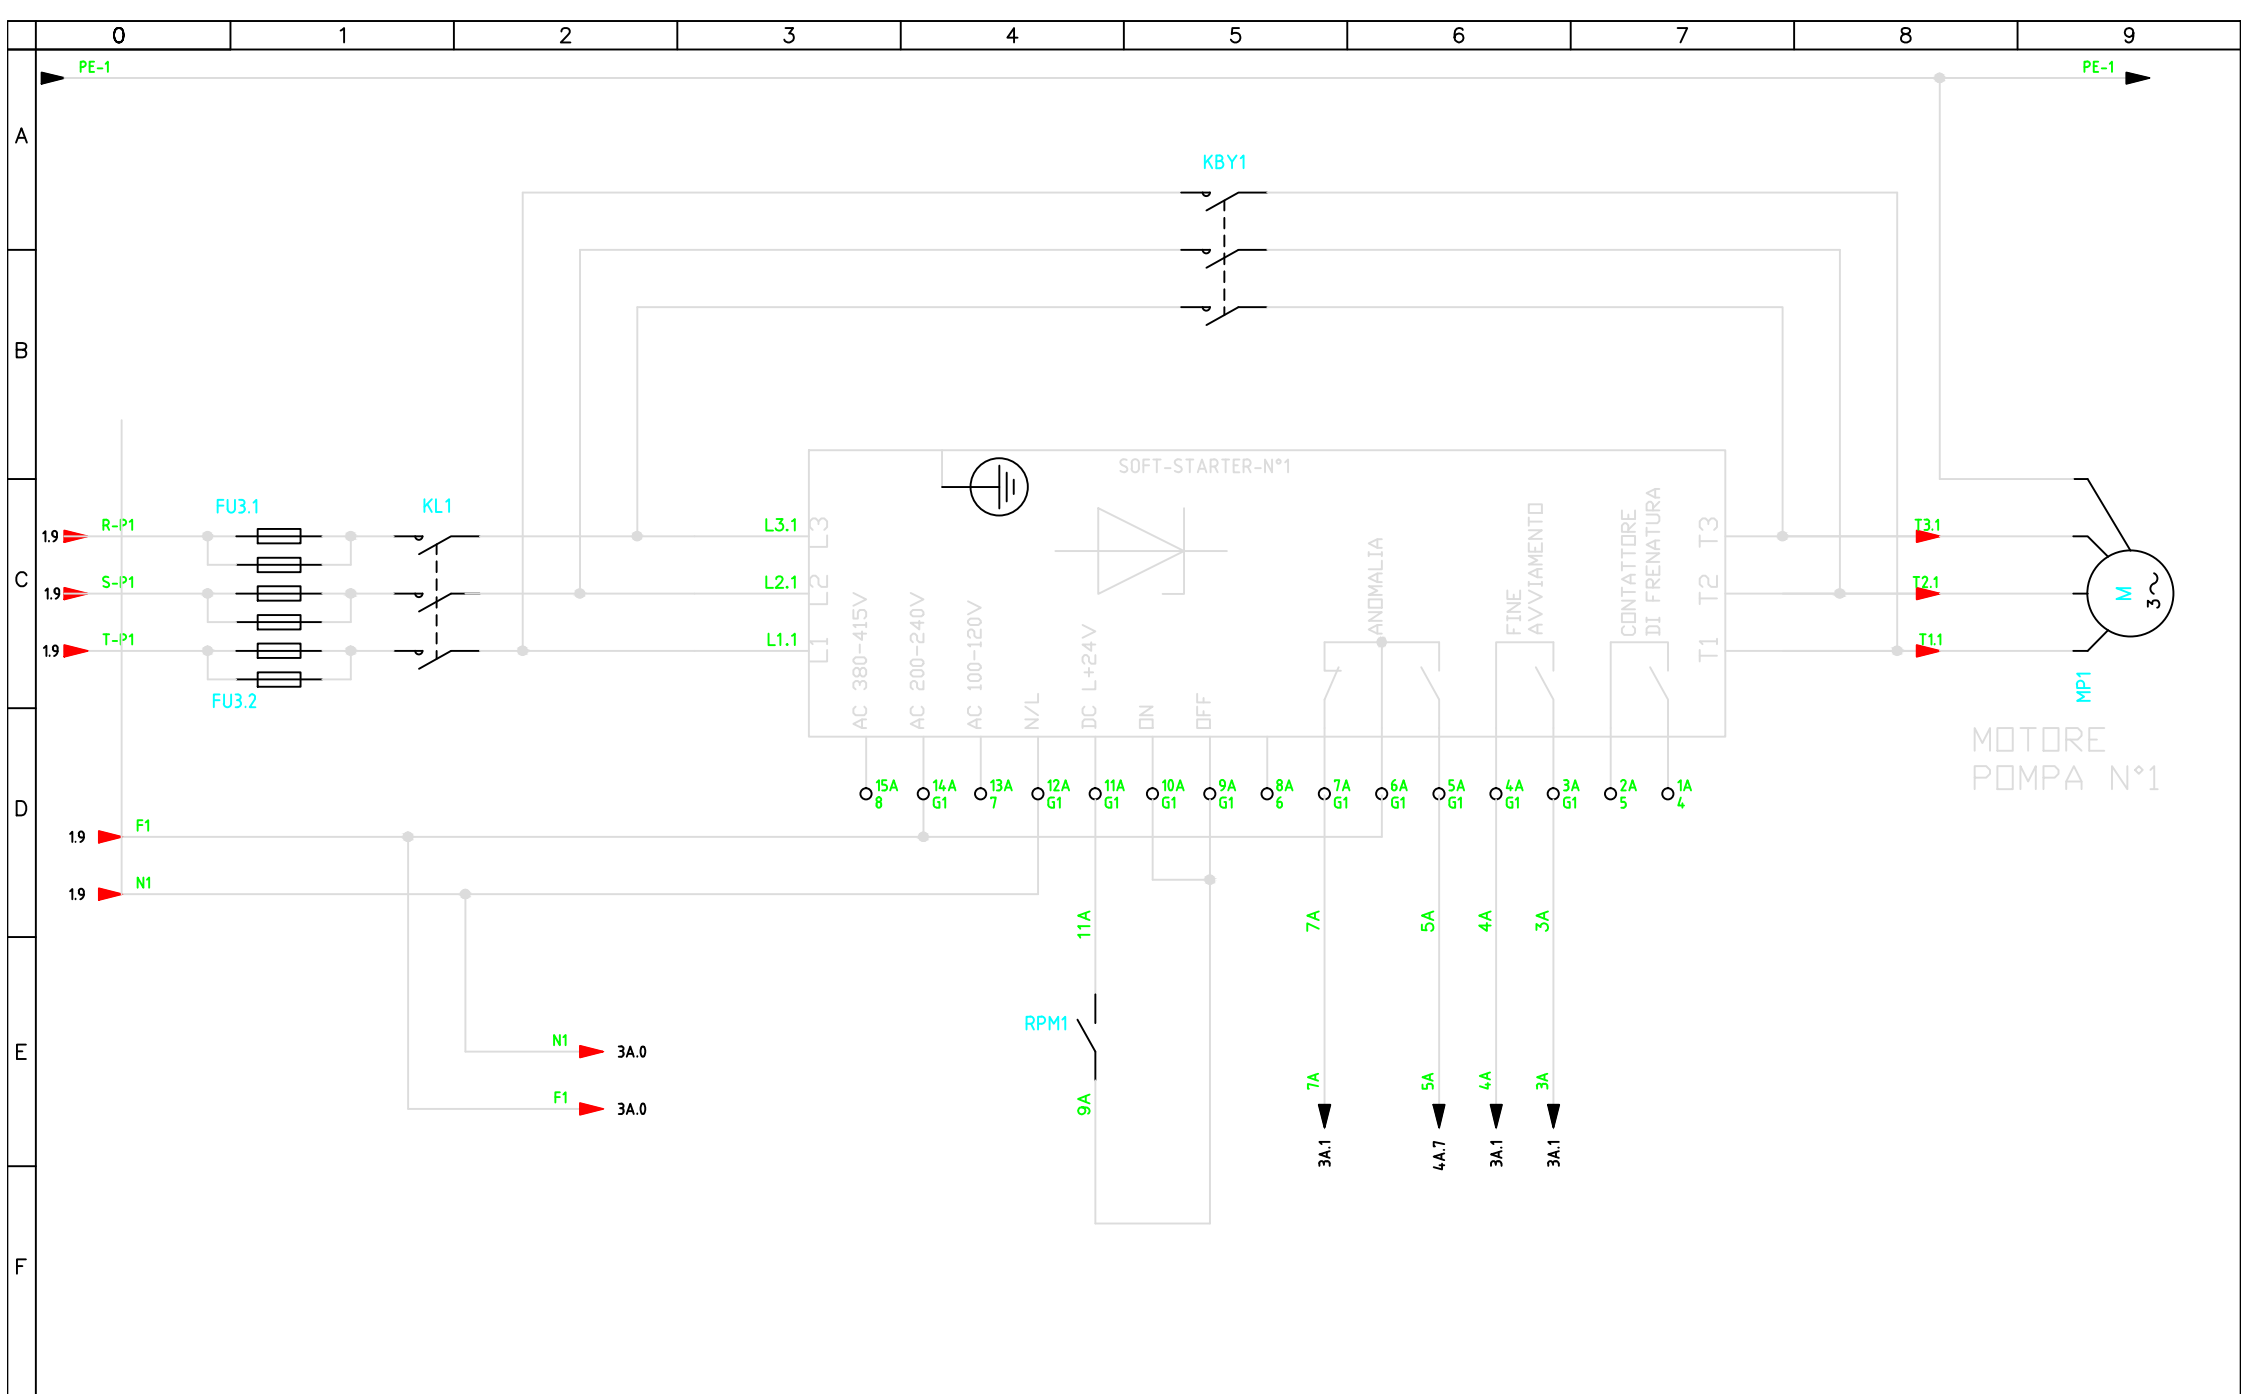 0 1 2 3 4 5 6 7 8 9
PE-1
PE-1
A
KBY1
B
SOFT-STARTER-N°1
FU3.1
KL1
C
1.9
R-P1
1.9
S-P1
1.9
T-P1
FU3.2
L3.1
L2.1
L1.1
L3
L2
L1
AC 380-415V
AC 200-240V
AC 100-120V
N/L
DC L+24V
ON
OFF
ANOMALIA
FINE
AVVIAMENTO
CONTATTORE
DI FRENATURA
T3
T2
T1
T3.1
T2.1
T1.1
M
3~
MP1
MOTORE
POMPA N°1
D
15A
8
14A
G1
13A
7
12A
G1
11A
G1
10A
G1
9A
G1
8A
6
7A
G1
6A
G1
5A
G1
4A
G1
3A
G1
2A
5
1A
4
1.9
F1
1.9
N1
11A
7A
5A
4A
3A
E
RPM1
N1
3A.0
F1
3A.0
9A
7A
5A
4A
3A
3A.1
4A.7
3A.1
3A.1
F